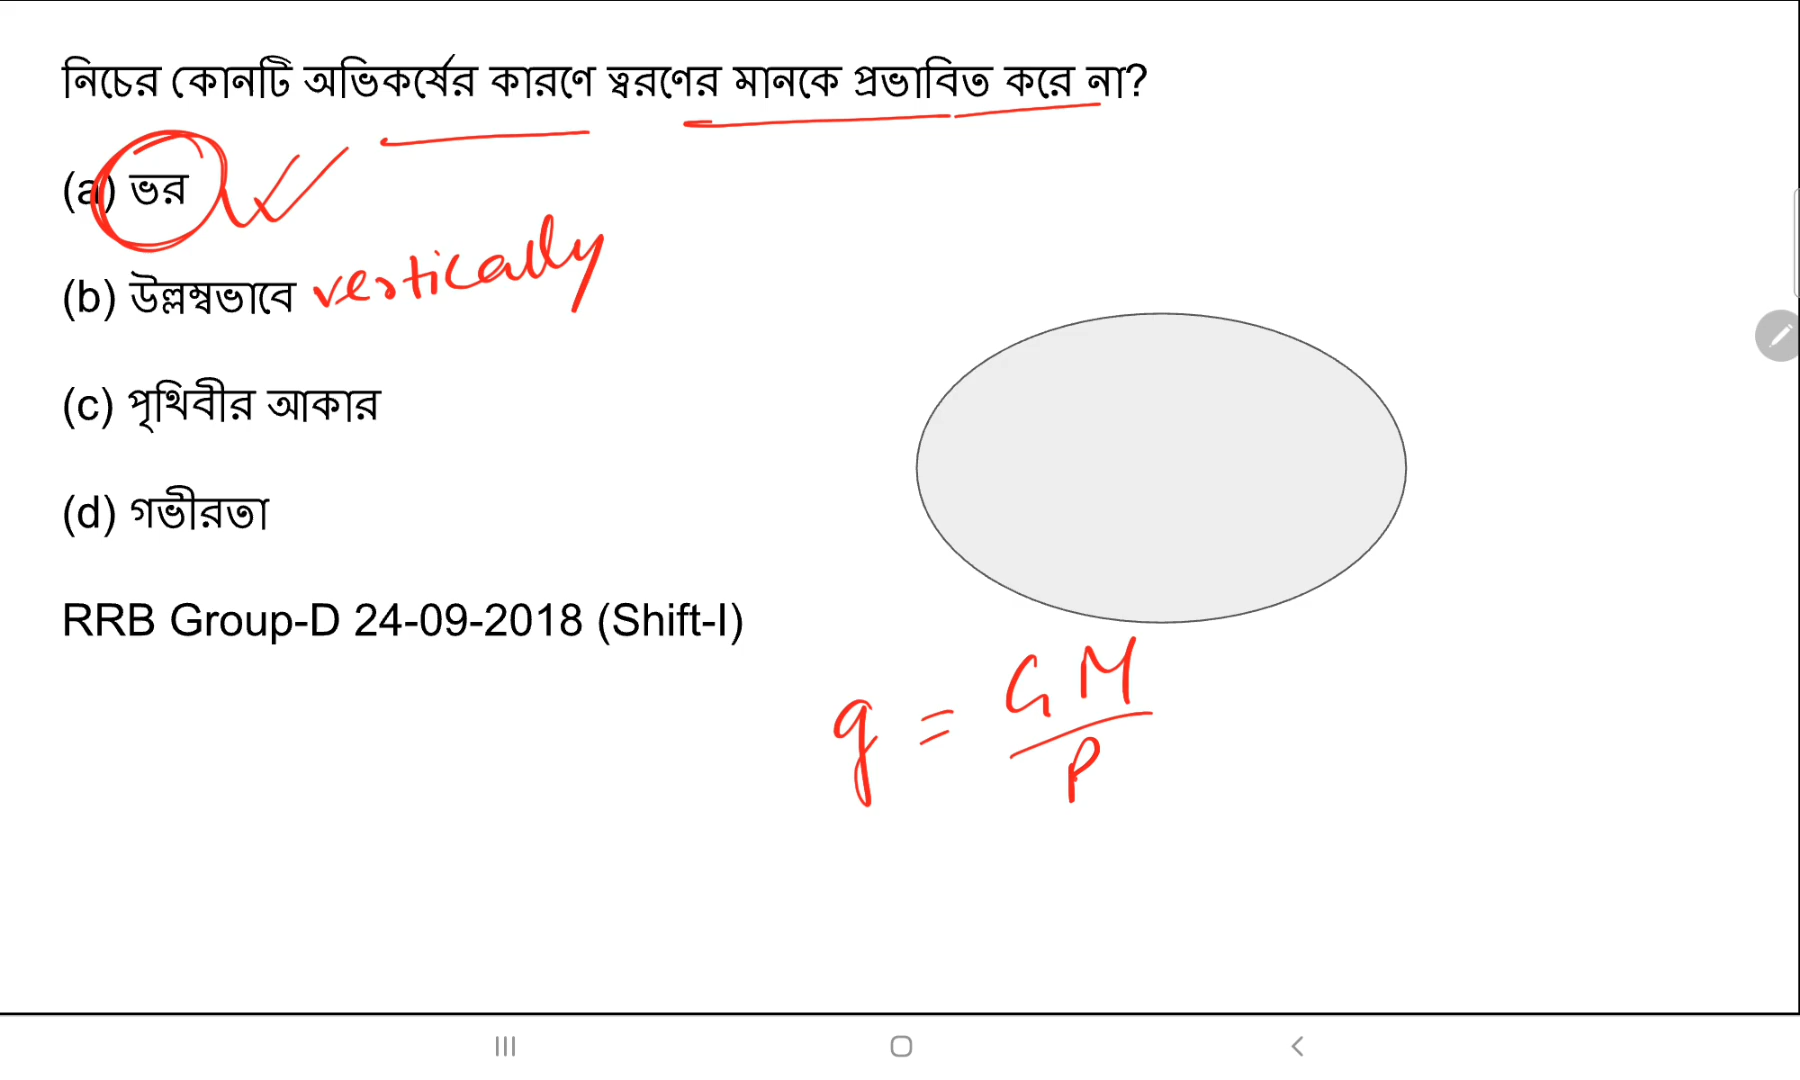 নিচের কোনটি অভিকর্ষের কারণে ত্বরণের মানকে প্রভাবিত করে না?
(a) ভর
(b) উল্লম্বভাবে vertically
(c) পৃথিবীর আকার
(d) গভীরতা
RRB Group-D 24-09-2018 (Shift-I)
g = GM
P